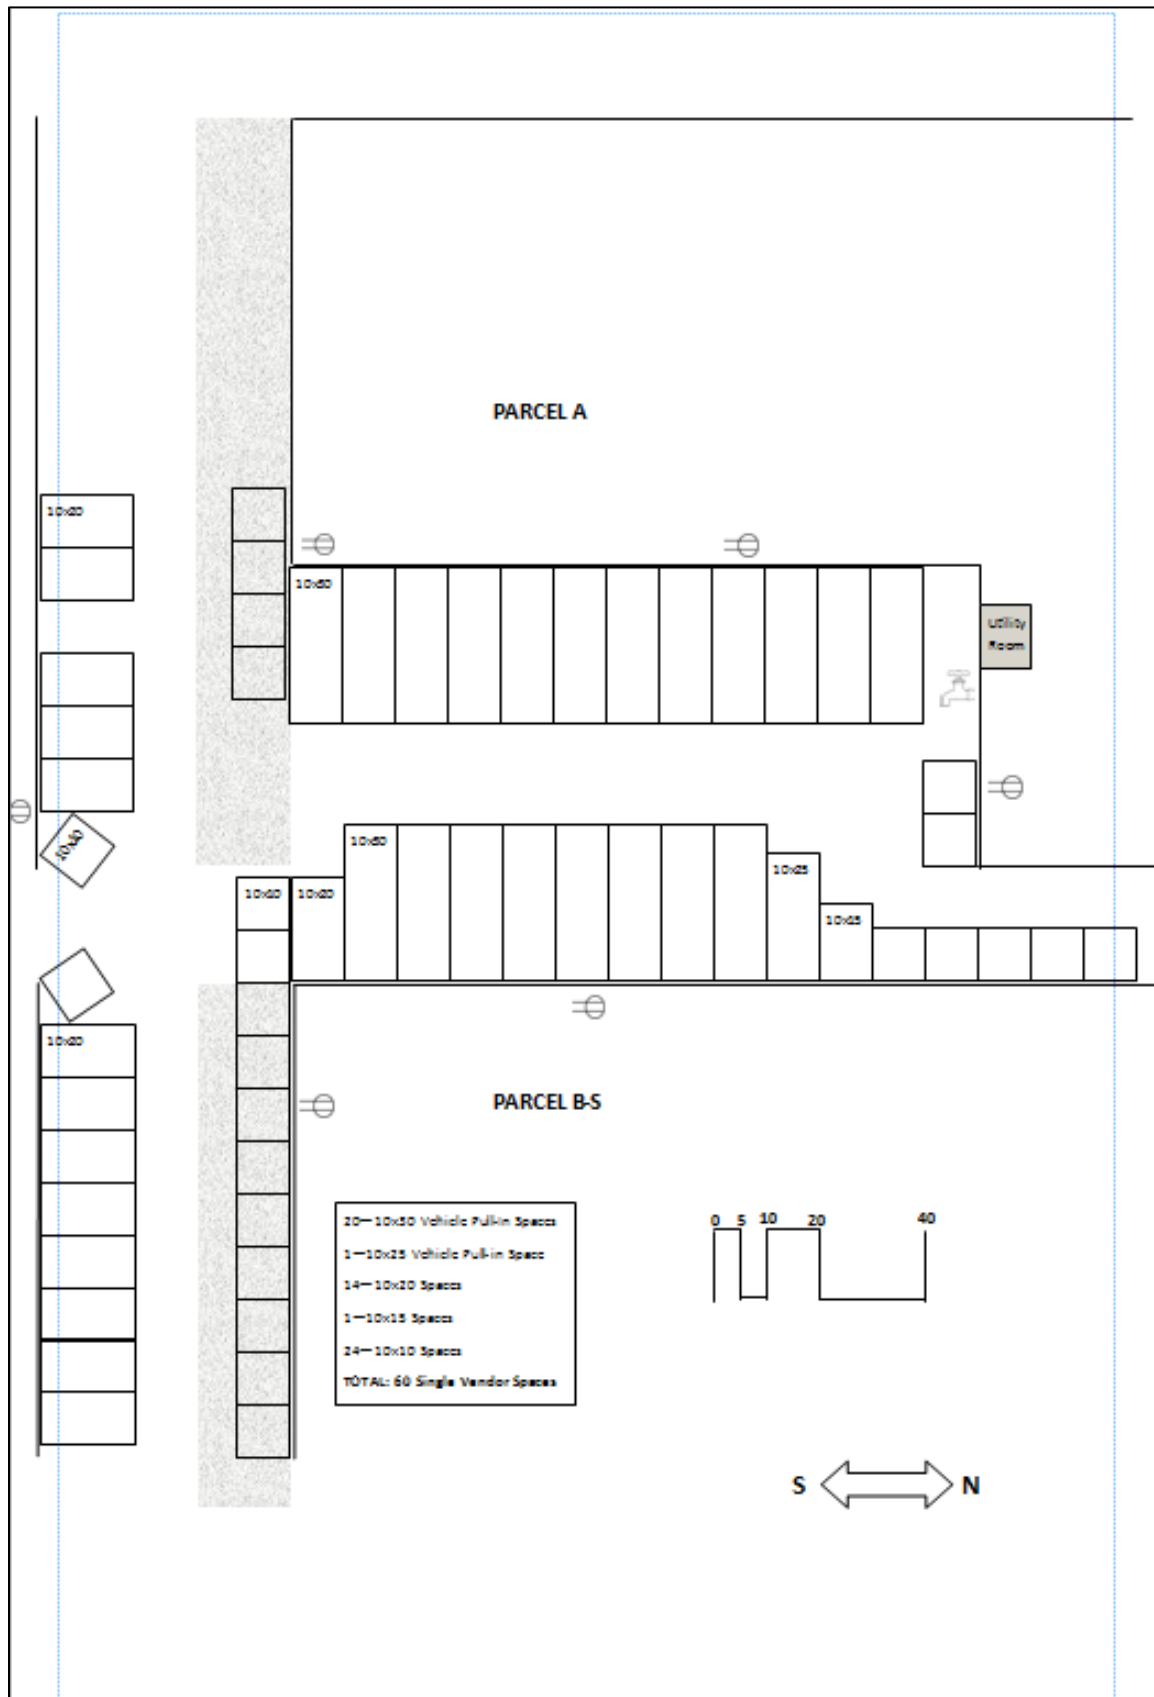 PARCEL A
10x20
10x30
Utility
Room
10x10
10x30
10x25
10x10
10x20
10x15
10x20
PARCEL B-S
20—10x30 Vehicle Pull-In Spaces
1—10x25 Vehicle Pull-in Space
14—10x20 Spaces
1—10x15 Spaces
24—10x10 Spaces
TOTAL: 60 Single Vendor Spaces
0 5 10 20 40
S N